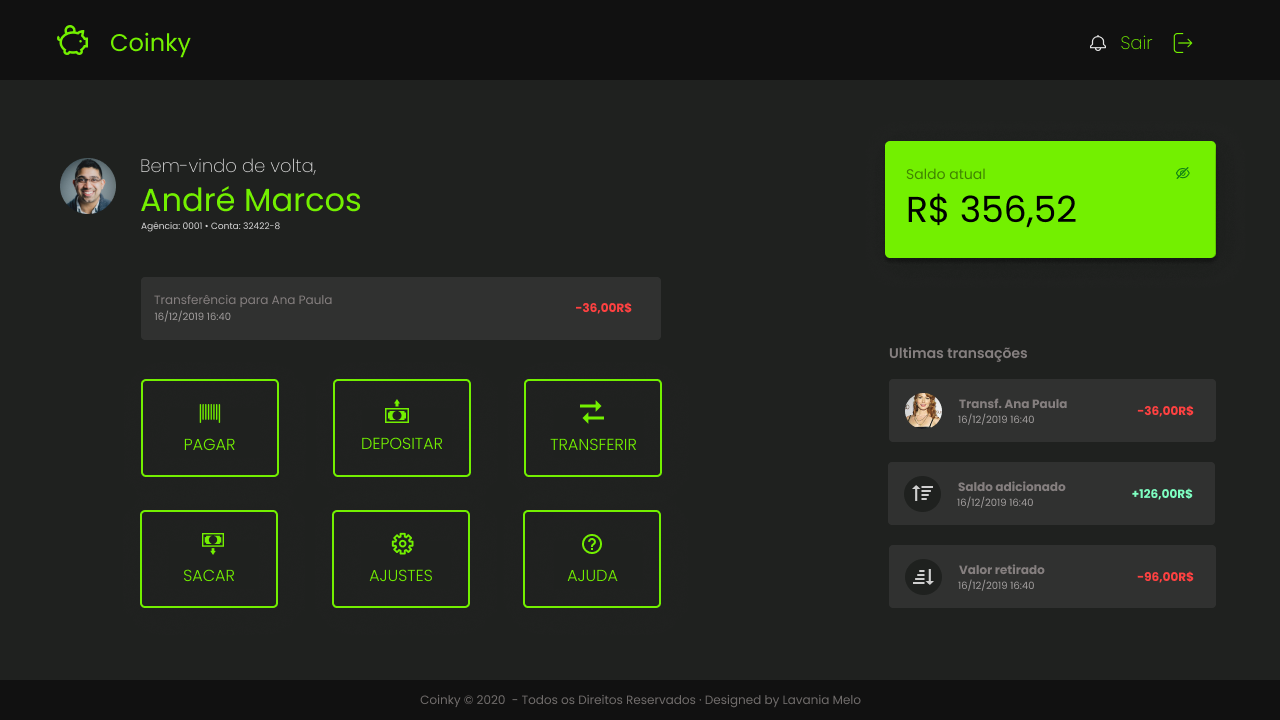 Coinky
Sair
Bem-vindo de volta,
André Marcos
Agência: 0001 • Conta: 32422-8
Saldo atual
R$ 356,52
Transferência para Ana Paula
16/12/2019 16:40
-36,00R$
PAGAR
DEPOSITAR
TRANSFERIR
SACAR
AJUSTES
AJUDA
Ultimas transações
Transf. Ana Paula
16/12/2019 16:40
-36,00R$
Saldo adicionado
16/12/2019 16:40
+126,00R$
Valor retirado
16/12/2019 16:40
-96,00R$
Coinky © 2020 - Todos os Direitos Reservados · Designed by Lavania Melo